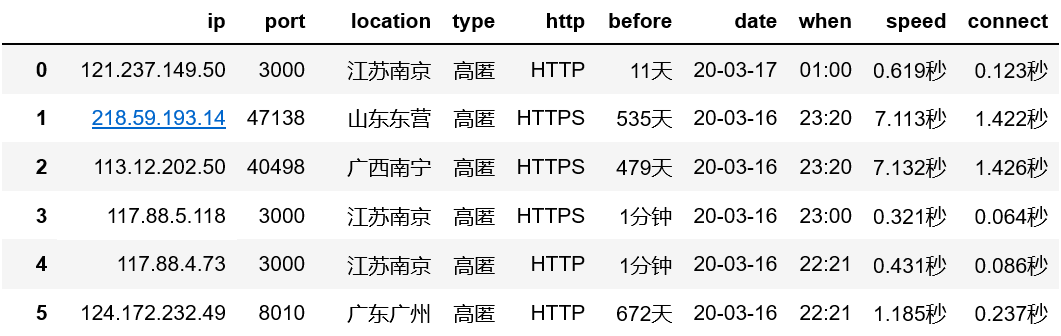 ip port location type http before date when speed connect
0 121.237.149.50 3000 江苏南京 高匿 HTTP 11天 20-03-17 01:00 0.619秒 0.123秒
1 218.59.193.14 47138 山东东营 高匿 HTTPS 535天 20-03-16 23:20 7.113秒 1.422秒
2 113.12.202.50 40498 广西南宁 高匿 HTTPS 479天 20-03-16 23:20 7.132秒 1.426秒
3 117.88.5.118 3000 江苏南京 高匿 HTTPS 1分钟 20-03-16 23:00 0.321秒 0.064秒
4 117.88.4.73 3000 江苏南京 高匿 HTTP 1分钟 20-03-16 22:21 0.431秒 0.086秒
5 124.172.232.49 8010 广东广州 高匿 HTTP 672天 20-03-16 22:21 1.185秒 0.237秒